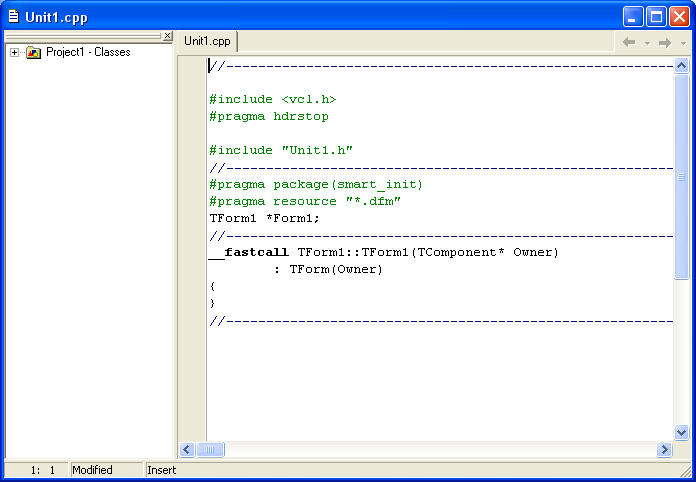 Unit1.cpp
Project1 - Classes
Unit1.cpp
//--------------------------------------------------------
#include <vcl.h>
#pragma hdrstop
#include "Unit1.h"
//--------------------------------------------------------
#pragma package(smart_init)
#pragma resource "*.dfm"
TForm1 *Form1;
//--------------------------------------------------------
__fastcall TForm1::TForm1(TComponent* Owner)
: TForm(Owner)
{
}
//--------------------------------------------------------
1: 1 Modified Insert